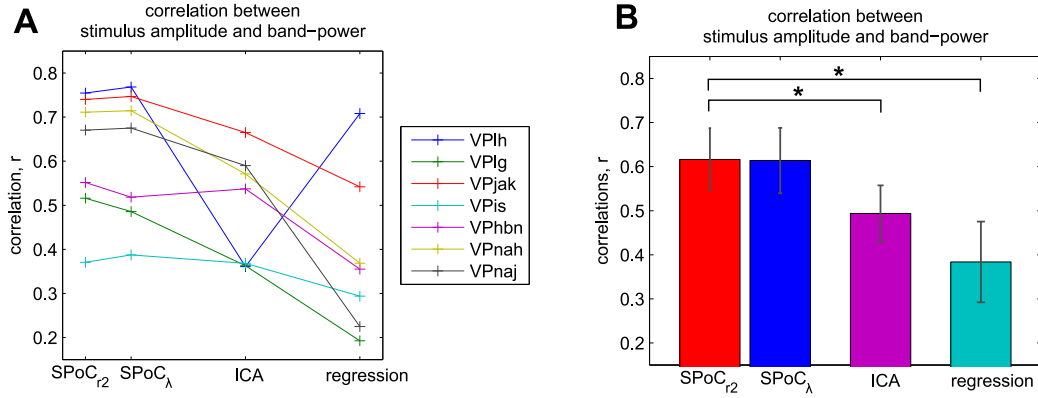 A
correlation between
stimulus amplitude and band−power
correlation, r
0.8
0.7
0.6
0.5
0.4
0.3
0.2
SPoC_r2
SPoC_λ
ICA
regression
VPlh
VPlg
VPjak
VPis
VPhbn
VPnah
VPnaj
B
correlation between
stimulus amplitude and band−power
correlations, r
0.8
0.7
0.6
0.5
0.4
0.3
0.2
*
*
SPoC_r2
SPoC_λ
ICA
regression